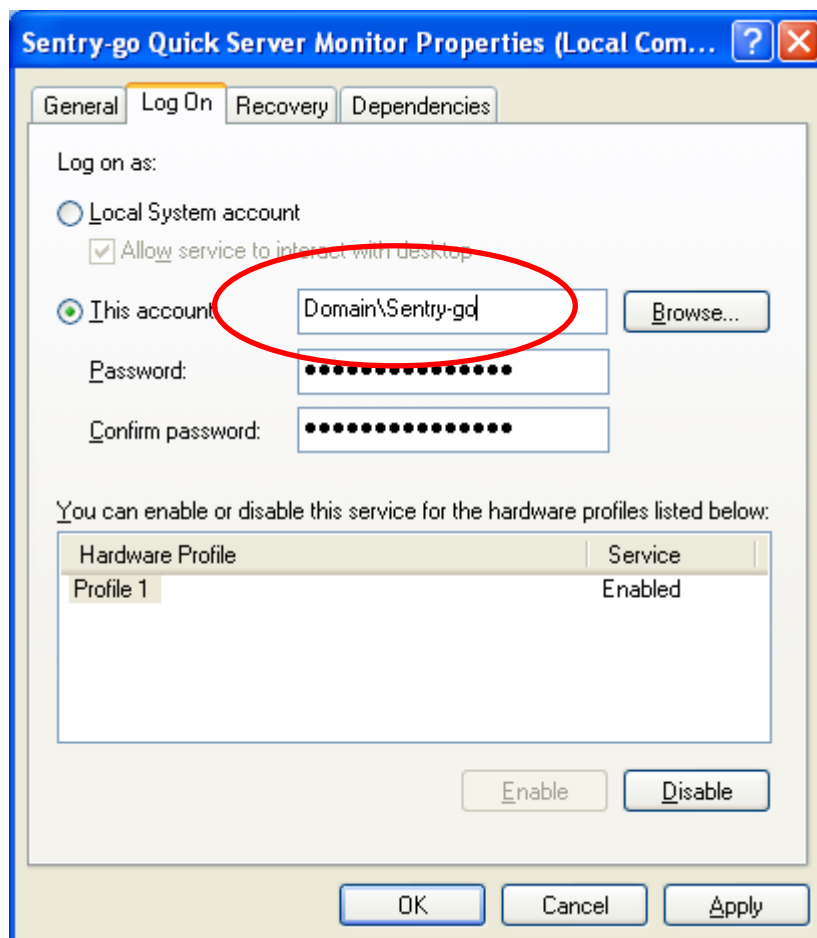 Sentry-go Quick Server Monitor Properties (Local Com...
General Log On Recovery Dependencies
Log on as:
Local System account
Allow service to interact with desktop
This account: Domain\Sentry-go Browse...
Password: ●●●●●●●●●●●●●●●
Confirm password: ●●●●●●●●●●●●●●●
You can enable or disable this service for the hardware profiles listed below:
Hardware Profile Service
Profile 1 Enabled
Enable Disable
OK Cancel Apply